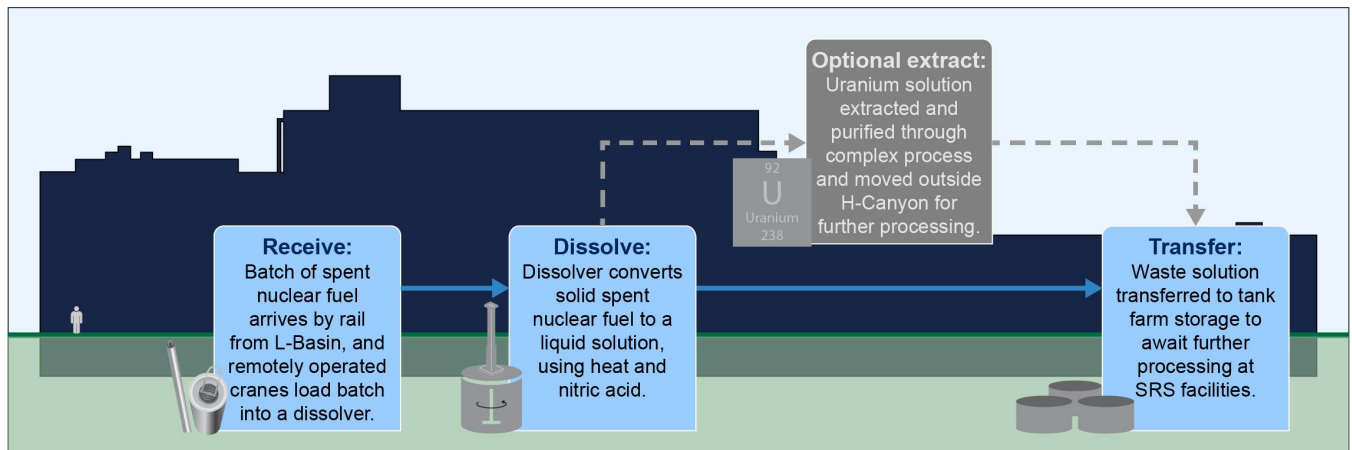 Optional extract:
Uranium solution
extracted and
purified through
complex process
and moved outside
H-Canyon for
further processing.
92
U
Uranium
238
Receive:
Batch of spent
nuclear fuel
arrives by rail
from L-Basin, and
remotely operated
cranes load batch
into a dissolver.
Dissolve:
Dissolver converts
solid spent
nuclear fuel to a
liquid solution,
using heat and
nitric acid.
Transfer:
Waste solution
transferred to tank
farm storage to
await further
processing at
SRS facilities.